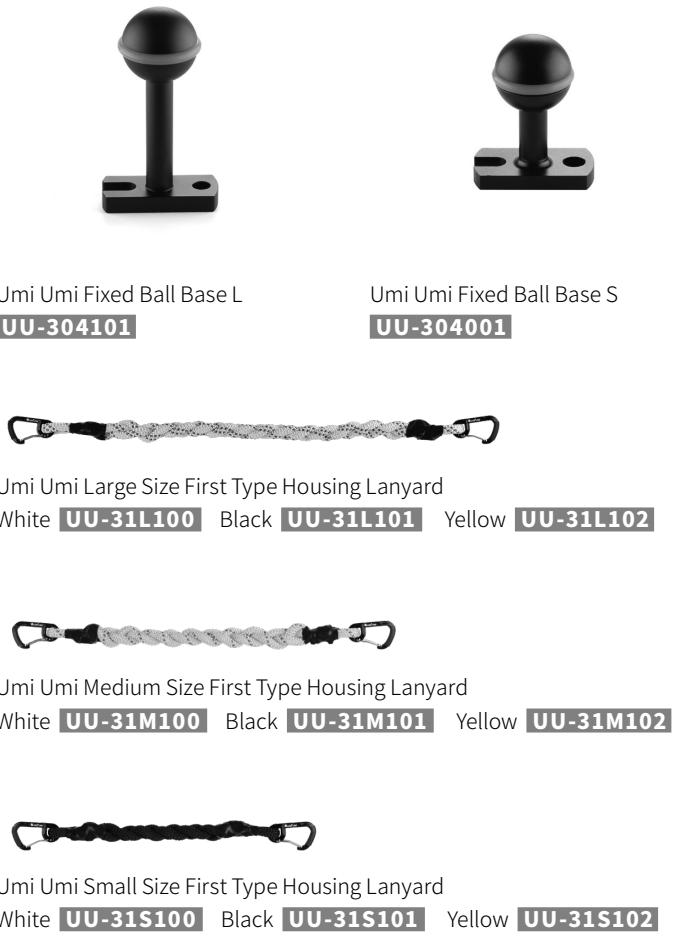 Umi Umi Fixed Ball Base L
UU-304101
Umi Umi Fixed Ball Base S
UU-304001
Umi Umi Large Size First Type Housing Lanyard
White UU-31L100 Black UU-31L101 Yellow UU-31L102
Umi Umi Medium Size First Type Housing Lanyard
White UU-31M100 Black UU-31M101 Yellow UU-31M102
Umi Umi Small Size First Type Housing Lanyard
White UU-31S100 Black UU-31S101 Yellow UU-31S102